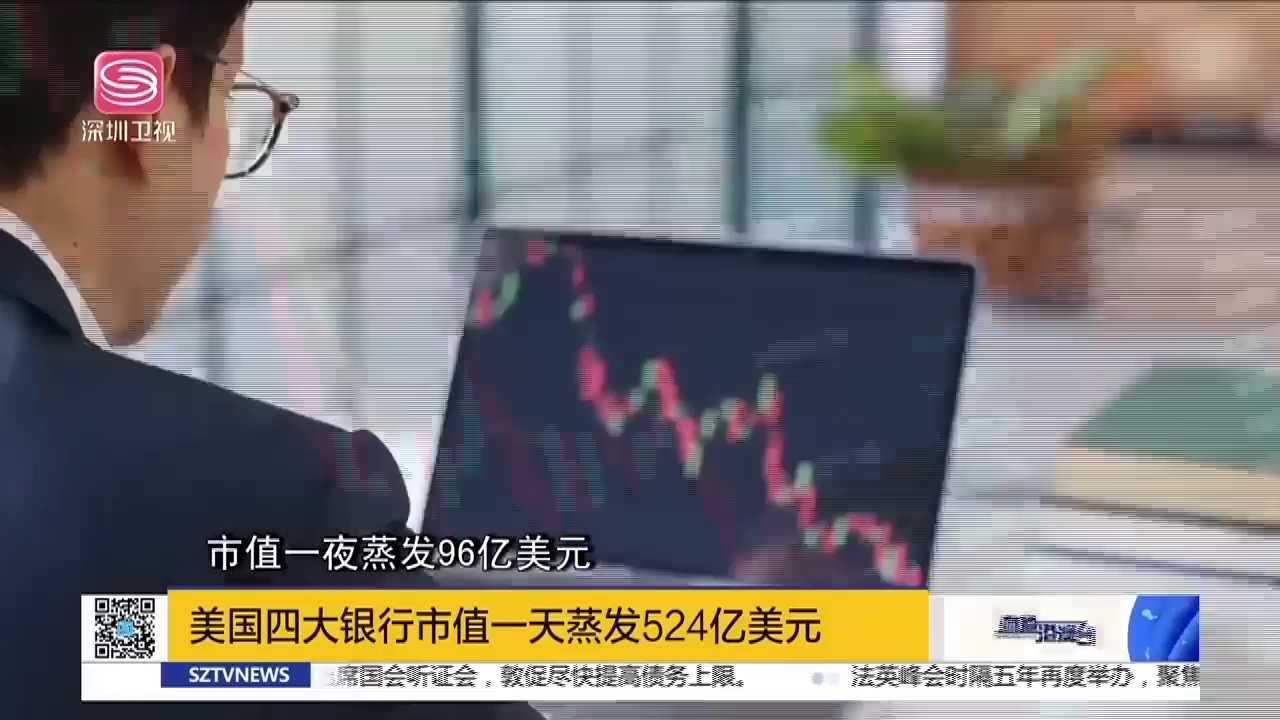 深圳卫视
市值一夜蒸发96亿美元
美国四大银行市值一天蒸发524亿美元
SZTVNEWS
席国会听证会，敦促尽快提高债务上限。 法英峰会时隔五年再度举办，聚焦